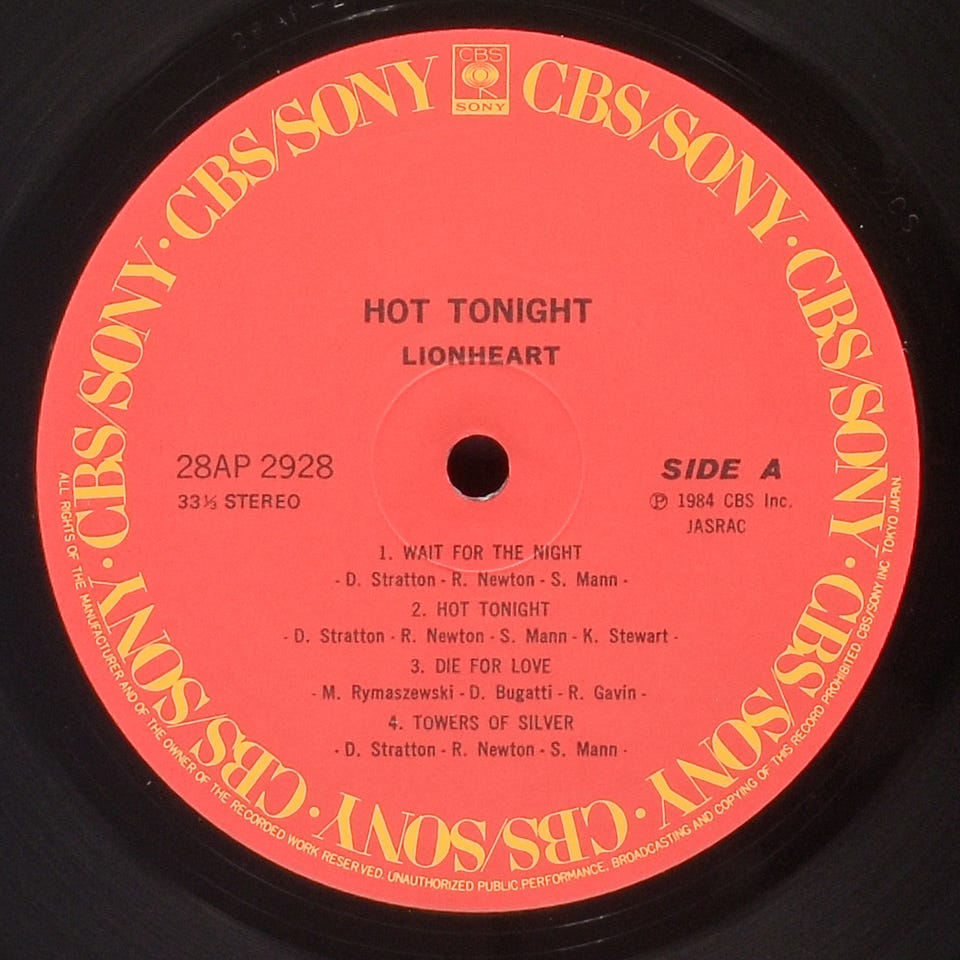 CBS
SONY
CBS/SONY · CBS/SONY · CBS/SONY · CBS/SONY · CBS/SONY · CBS/SONY · CBS/SONY · CBS/SONY
HOT TONIGHT
LIONHEART
28AP 2928
33⅓ STEREO
SIDE A
Ⓟ 1984 CBS Inc.
JASRAC
1. WAIT FOR THE NIGHT
- D. Stratton - R. Newton - S. Mann -
2. HOT TONIGHT
- D. Stratton - R. Newton - S. Mann - K. Stewart -
3. DIE FOR LOVE
- M. Rymaszewski - D. Bugatti - R. Gavin -
4. TOWERS OF SILVER
- D. Stratton - R. Newton - S. Mann -
ALL RIGHTS OF THE MANUFACTURER AND OF THE OWNER OF THE RECORDED WORK RESERVED. UNAUTHORIZED PUBLIC PERFORMANCE, BROADCASTING AND COPYING OF THIS RECORD PROHIBITED. CBS/SONY INC. TOKYO JAPAN